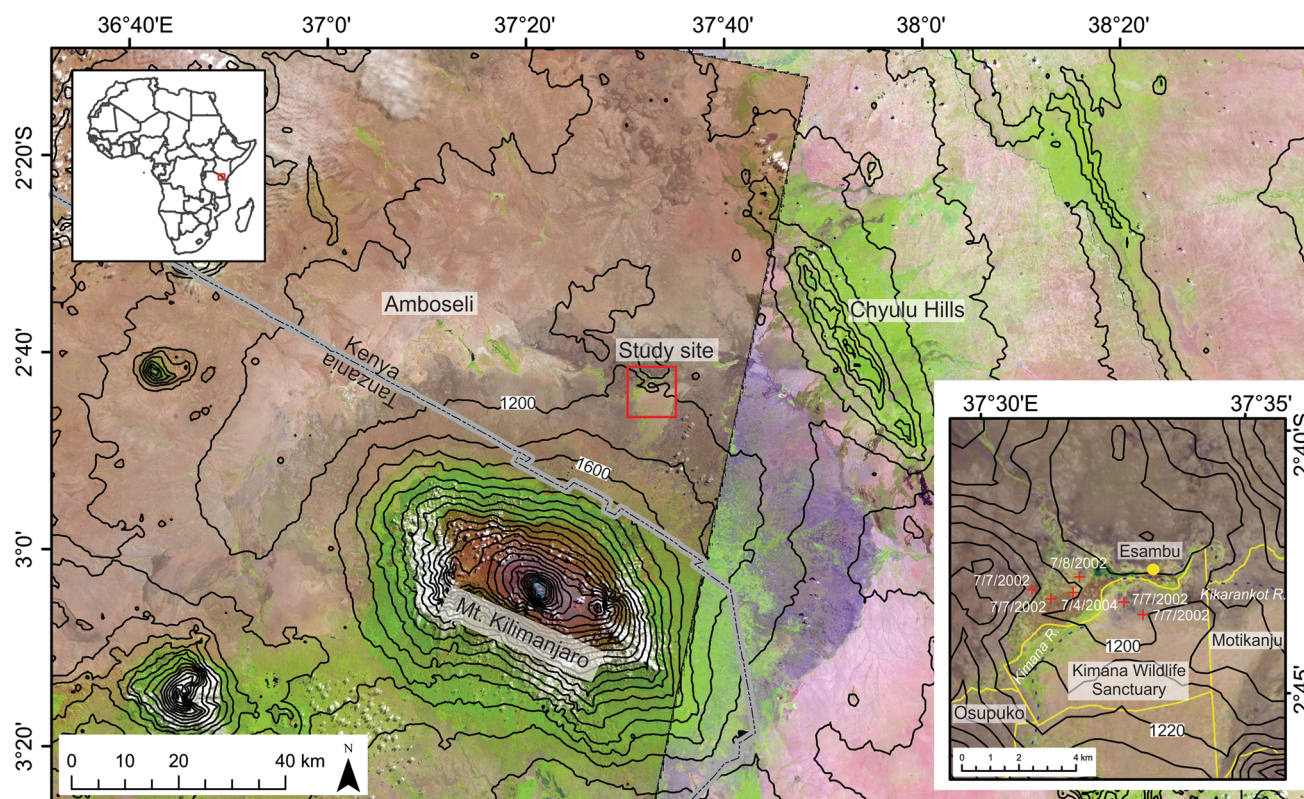 36°40'E
37°0'
37°20'
37°40'
38°0'
38°20'
2°20'S
2°40'
3°0'
3°20'
Amboseli
Chyulu Hills
Study site
Kenya
Tanzania
1200
1600
Mt. Kilimanjaro
0 10 20 40 km
N
37°30'E
37°35'
2°40'S
2°45'
Esambu
7/8/2002
7/7/2002
7/7/2002
7/4/2004
7/7/2002
7/7/2002
Kikarankot R.
Kimana R.
1200
Motikanju
Kimana Wildlife
Sanctuary
Osupuko
1220
0 1 2 4 km